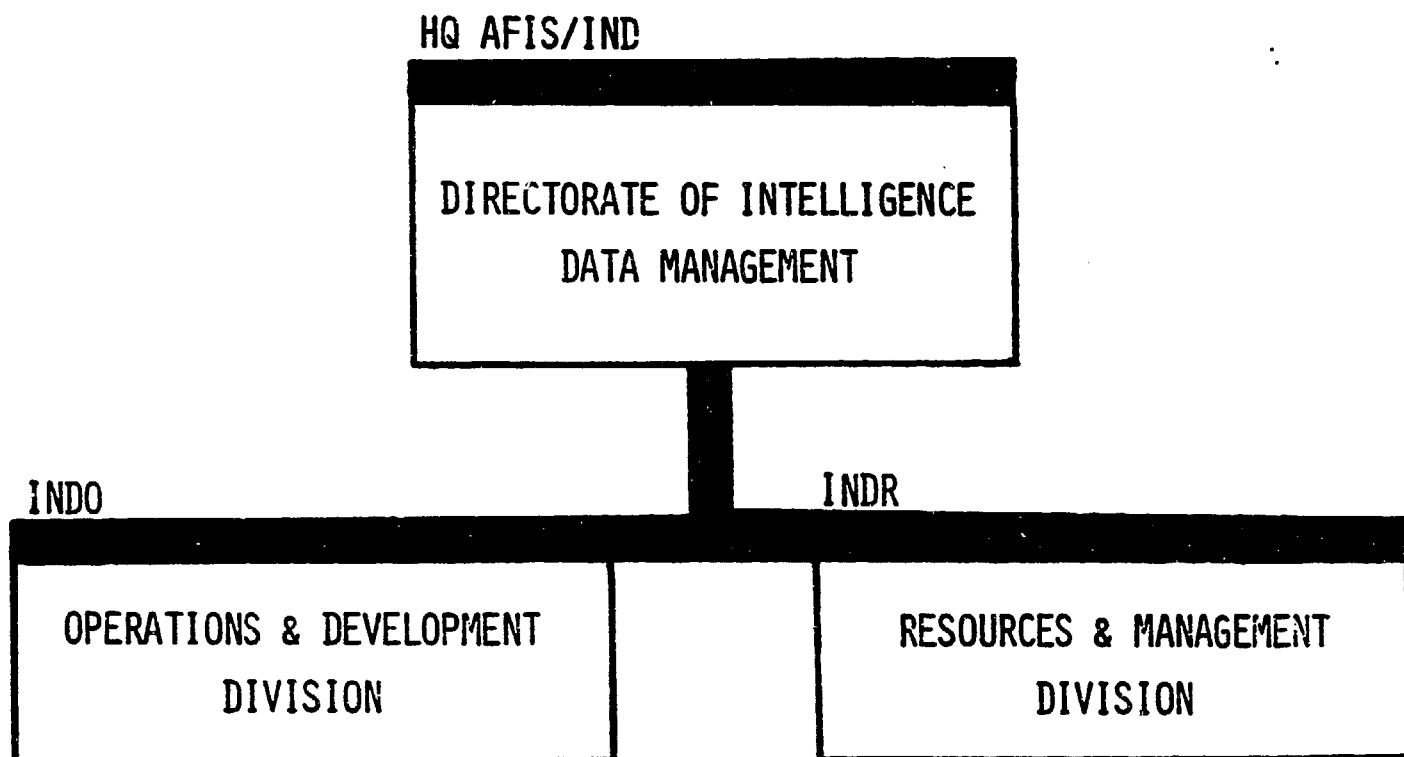 HQ AFIS/IND
DIRECTORATE OF INTELLIGENCE
DATA MANAGEMENT
INDO
INDR
OPERATIONS & DEVELOPMENT
DIVISION
RESOURCES & MANAGEMENT
DIVISION